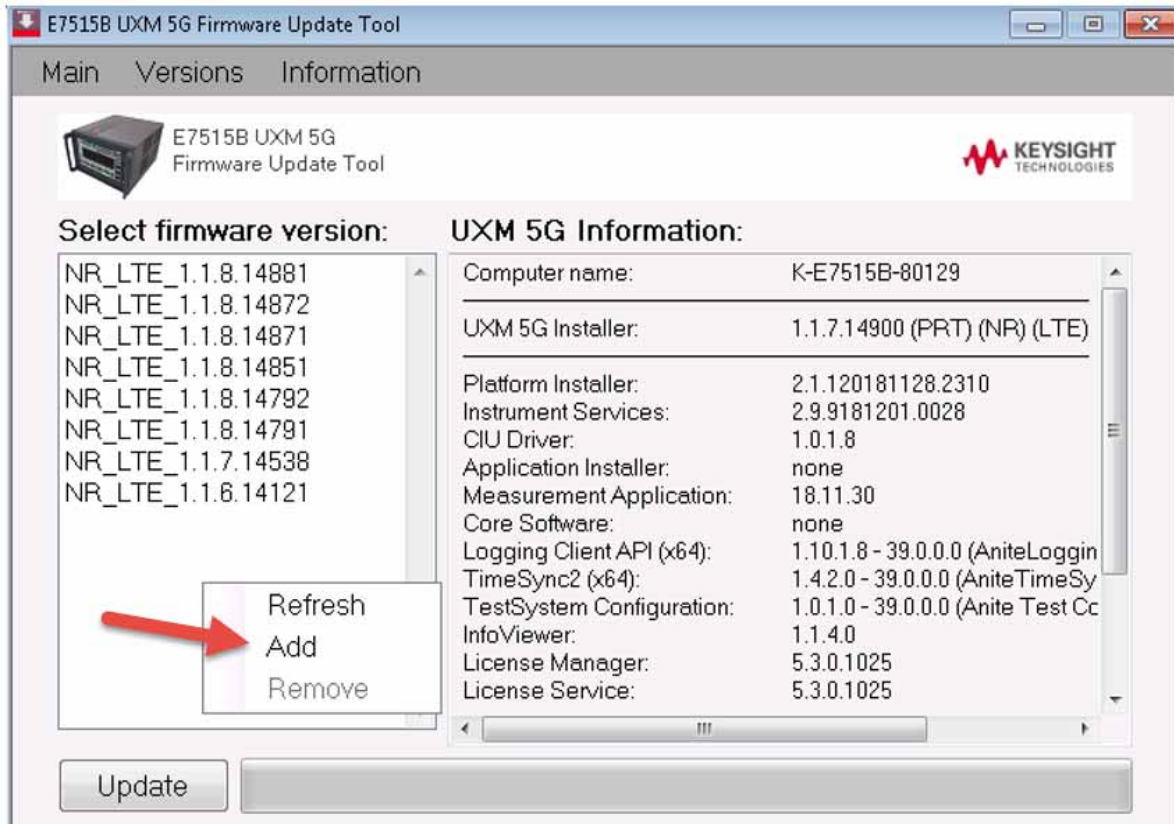 E7515B UXM 5G Firmware Update Tool
Main Versions Information
E7515B UXM 5G
Firmware Update Tool
KEYSIGHT
TECHNOLOGIES
Select firmware version:
NR_LTE_1.1.8.14881
NR_LTE_1.1.8.14872
NR_LTE_1.1.8.14871
NR_LTE_1.1.8.14851
NR_LTE_1.1.8.14792
NR_LTE_1.1.8.14791
NR_LTE_1.1.7.14538
NR_LTE_1.1.6.14121
Refresh
Add
Remove
UXM 5G Information:
Computer name: K-E7515B-80129
UXM 5G Installer: 1.1.7.14900 (PRT) (NR) (LTE)
Platform Installer: 2.1.120181128.2310
Instrument Services: 2.9.9181201.0028
CIU Driver: 1.0.1.8
Application Installer: none
Measurement Application: 18.11.30
Core Software: none
Logging Client API (x64): 1.10.1.8 - 39.0.0.0 (AniteLoggin
TimeSync2 (x64): 1.4.2.0 - 39.0.0.0 (AniteTimeSy
TestSystem Configuration: 1.0.1.0 - 39.0.0.0 (Anite Test Cc
InfoViewer: 1.1.4.0
License Manager: 5.3.0.1025
License Service: 5.3.0.1025
Update